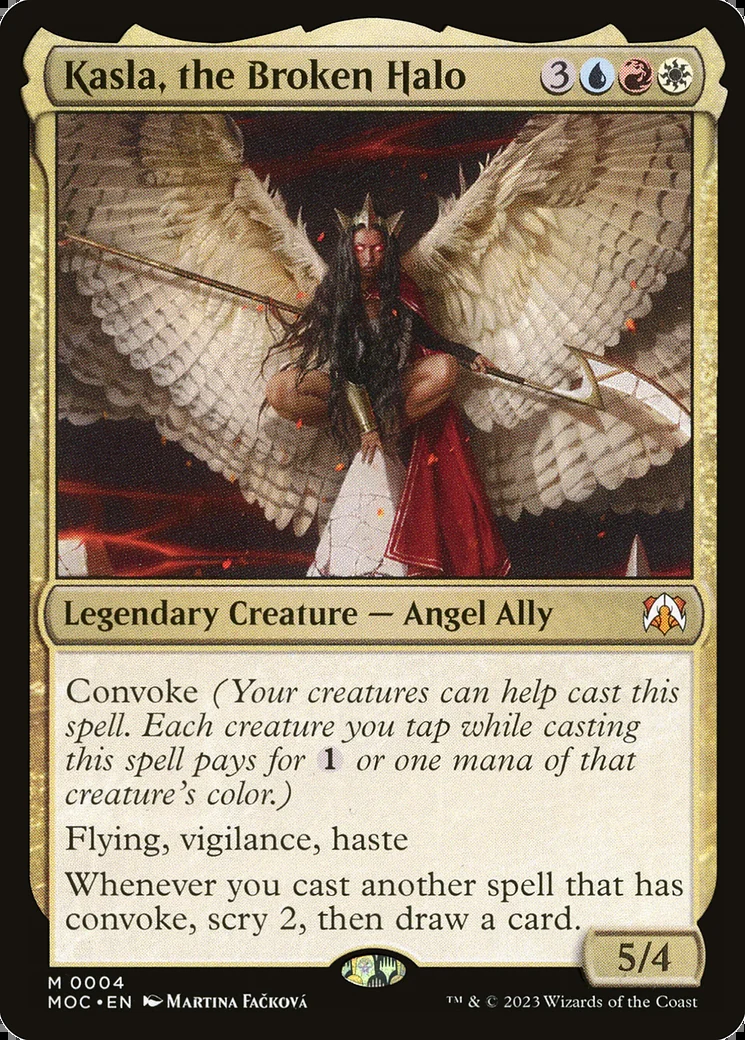 Kasla, the Broken Halo 3
Legendary Creature — Angel Ally
Convoke (Your creatures can help cast this
spell. Each creature you tap while casting
this spell pays for 1 or one mana of that
creature's color.)
Flying, vigilance, haste
Whenever you cast another spell that has
convoke, scry 2, then draw a card.
5/4
M 0004
MOC • EN Martina Fačková
™ & © 2023 Wizards of the Coast